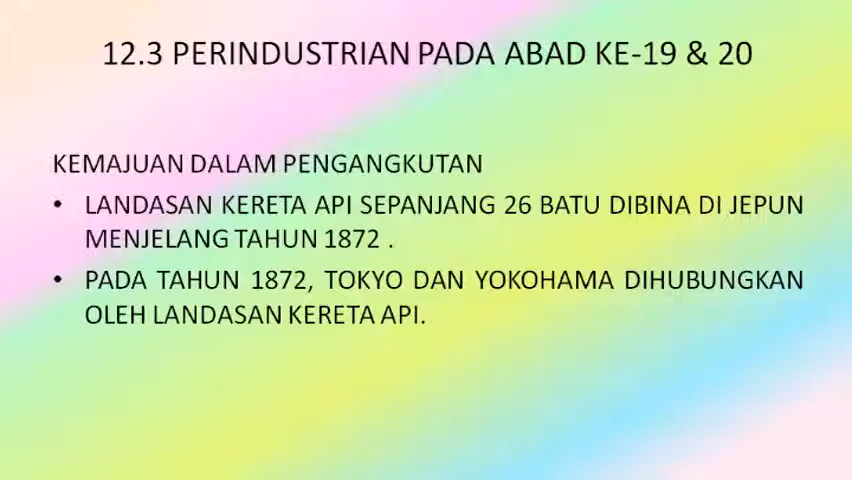 12.3 PERINDUSTRIAN PADA ABAD KE-19 & 20
KEMAJUAN DALAM PENGANGKUTAN
• LANDASAN KERETA API SEPANJANG 26 BATU DIBINA DI JEPUN
MENJELANG TAHUN 1872 .
• PADA TAHUN 1872, TOKYO DAN YOKOHAMA DIHUBUNGKAN
OLEH LANDASAN KERETA API.